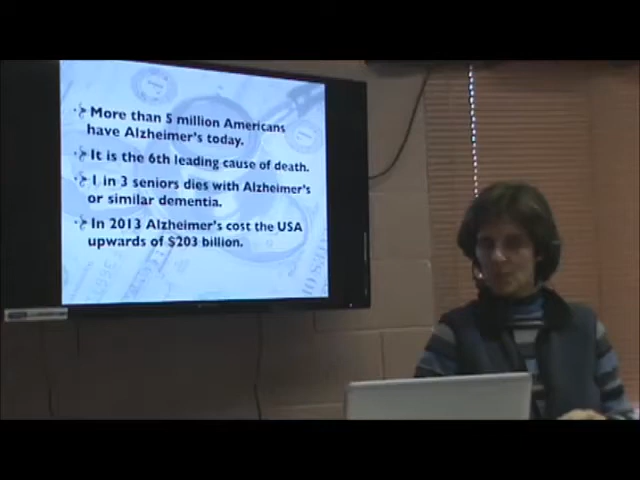 More than 5 million Americans
have Alzheimer's today.
It is the 6th leading cause of death.
1 in 3 seniors dies with Alzheimer's
or similar dementia.
In 2013 Alzheimer's cost the USA
upwards of $203 billion.